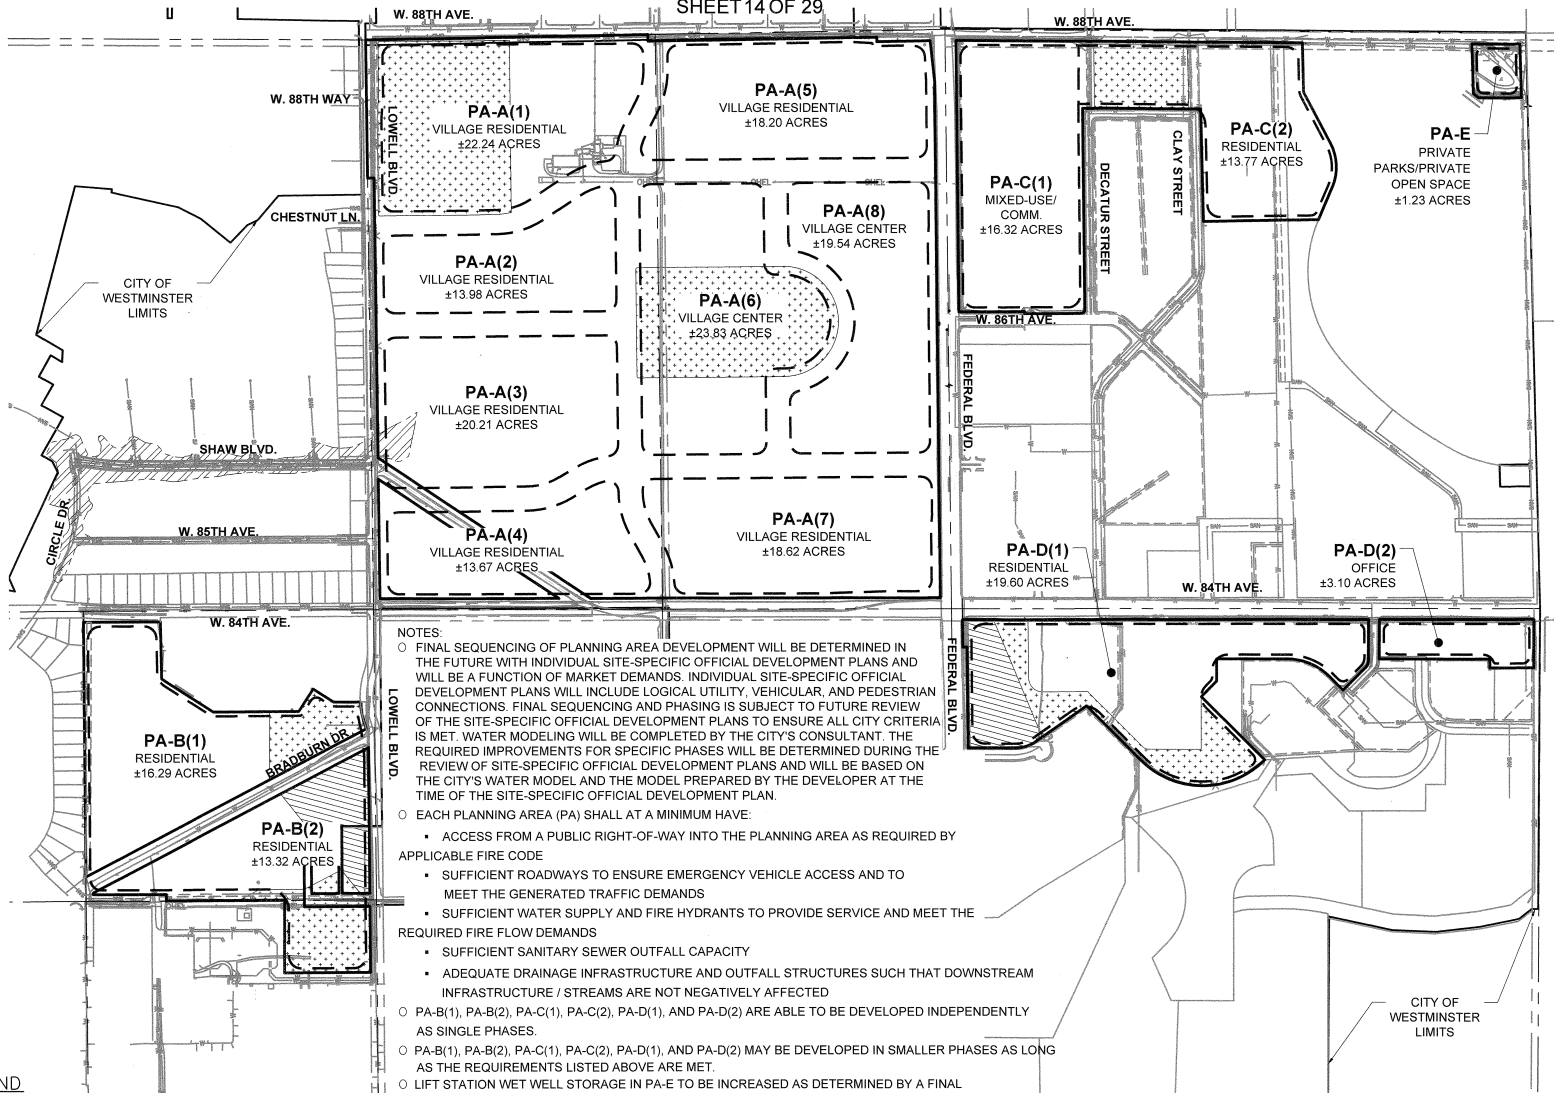 SHEET 14 OF 29
W. 88TH AVE.
W. 88TH AVE.
W. 88TH WAY
LOWELL BLVD.
PA-A(1)
VILLAGE RESIDENTIAL
±22.24 ACRES
PA-A(5)
VILLAGE RESIDENTIAL
±18.20 ACRES
PA-C(1)
MIXED-USE/
COMM.
±16.32 ACRES
DECATUR STREET
CLAY STREET
PA-C(2)
RESIDENTIAL
±13.77 ACRES
PA-E
PRIVATE
PARKS/PRIVATE
OPEN SPACE
±1.23 ACRES
CHESTNUT LN.
OHEL
OHEL
OHEL
PA-A(8)
VILLAGE CENTER
±19.54 ACRES
PA-A(2)
VILLAGE RESIDENTIAL
±13.98 ACRES
CITY OF
WESTMINSTER
LIMITS
PA-A(6)
VILLAGE CENTER
±23.83 ACRES
W. 86TH AVE.
FEDERAL BLVD.
PA-A(3)
VILLAGE RESIDENTIAL
±20.21 ACRES
SHAW BLVD.
CIRCLE DR.
W. 85TH AVE.
PA-A(4)
VILLAGE RESIDENTIAL
±13.67 ACRES
PA-A(7)
VILLAGE RESIDENTIAL
±18.62 ACRES
PA-D(1)
RESIDENTIAL
±19.60 ACRES
PA-D(2)
OFFICE
±3.10 ACRES
W. 84TH AVE.
W. 84TH AVE.
FEDERAL BLVD.
LOWELL BLVD.
PA-B(1)
RESIDENTIAL
±16.29 ACRES
BRADBURN DR.
PA-B(2)
RESIDENTIAL
±13.32 ACRES
NOTES:
○ FINAL SEQUENCING OF PLANNING AREA DEVELOPMENT WILL BE DETERMINED IN
THE FUTURE WITH INDIVIDUAL SITE-SPECIFIC OFFICIAL DEVELOPMENT PLANS AND
WILL BE A FUNCTION OF MARKET DEMANDS. INDIVIDUAL SITE-SPECIFIC OFFICIAL
DEVELOPMENT PLANS WILL INCLUDE LOGICAL UTILITY, VEHICULAR, AND PEDESTRIAN
CONNECTIONS. FINAL SEQUENCING AND PHASING IS SUBJECT TO FUTURE REVIEW
OF THE SITE-SPECIFIC OFFICIAL DEVELOPMENT PLANS TO ENSURE ALL CITY CRITERIA
IS MET. WATER MODELING WILL BE COMPLETED BY THE CITY'S CONSULTANT. THE
REQUIRED IMPROVEMENTS FOR SPECIFIC PHASES WILL BE DETERMINED DURING THE
REVIEW OF SITE-SPECIFIC OFFICIAL DEVELOPMENT PLANS AND WILL BE BASED ON
THE CITY'S WATER MODEL AND THE MODEL PREPARED BY THE DEVELOPER AT THE
TIME OF THE SITE-SPECIFIC OFFICIAL DEVELOPMENT PLAN.
○ EACH PLANNING AREA (PA) SHALL AT A MINIMUM HAVE:
▪ ACCESS FROM A PUBLIC RIGHT-OF-WAY INTO THE PLANNING AREA AS REQUIRED BY
APPLICABLE FIRE CODE
▪ SUFFICIENT ROADWAYS TO ENSURE EMERGENCY VEHICLE ACCESS AND TO
MEET THE GENERATED TRAFFIC DEMANDS
▪ SUFFICIENT WATER SUPPLY AND FIRE HYDRANTS TO PROVIDE SERVICE AND MEET THE
REQUIRED FIRE FLOW DEMANDS
▪ SUFFICIENT SANITARY SEWER OUTFALL CAPACITY
▪ ADEQUATE DRAINAGE INFRASTRUCTURE AND OUTFALL STRUCTURES SUCH THAT DOWNSTREAM
INFRASTRUCTURE / STREAMS ARE NOT NEGATIVELY AFFECTED
○ PA-B(1), PA-B(2), PA-C(1), PA-C(2), PA-D(1), AND PA-D(2) ARE ABLE TO BE DEVELOPED INDEPENDENTLY
AS SINGLE PHASES.
○ PA-B(1), PA-B(2), PA-C(1), PA-C(2), PA-D(1), AND PA-D(2) MAY BE DEVELOPED IN SMALLER PHASES AS LONG
AS THE REQUIREMENTS LISTED ABOVE ARE MET.
○ LIFT STATION WET WELL STORAGE IN PA-E TO BE INCREASED AS DETERMINED BY A FINAL
CITY OF
WESTMINSTER
LIMITS
ND